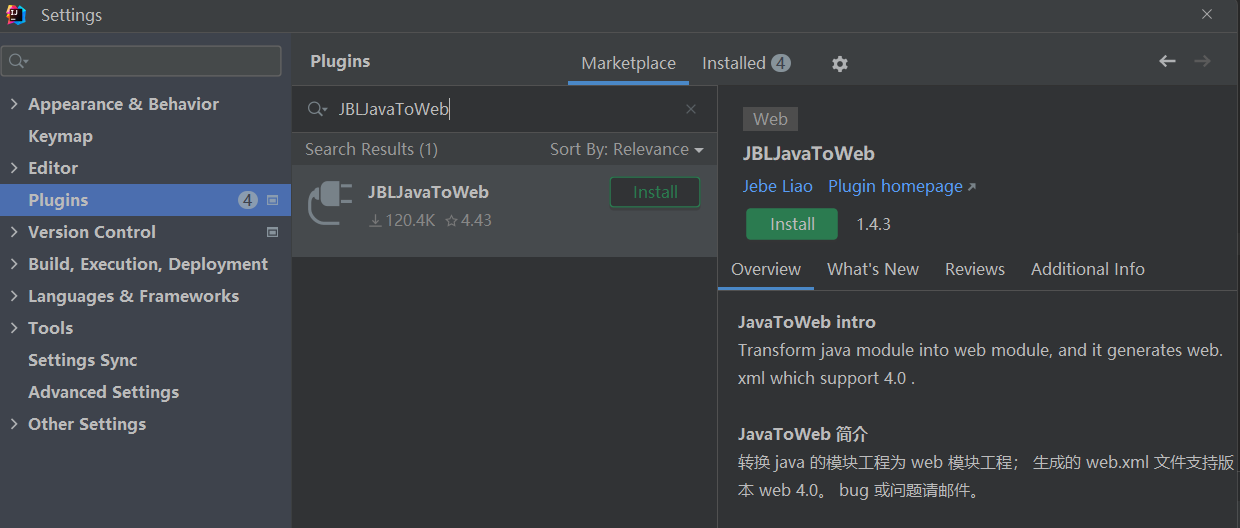 Settings
Appearance & Behavior
Keymap
Editor
Plugins
4
Version Control
Build, Execution, Deployment
Languages & Frameworks
Tools
Settings Sync
Advanced Settings
Other Settings
Plugins
Marketplace
Installed 4
JBLJavaToWeb
Search Results (1)
Sort By: Relevance
JBLJavaToWeb
Install
120.4K 4.43
Web
JBLJavaToWeb
Jebe Liao Plugin homepage
Install 1.4.3
Overview What's New Reviews Additional Info
JavaToWeb intro
Transform java module into web module, and it generates web.
xml which support 4.0 .
JavaToWeb 简介
转换 java 的模块工程为 web 模块工程； 生成的 web.xml 文件支持版
本 web 4.0。 bug 或问题请邮件。